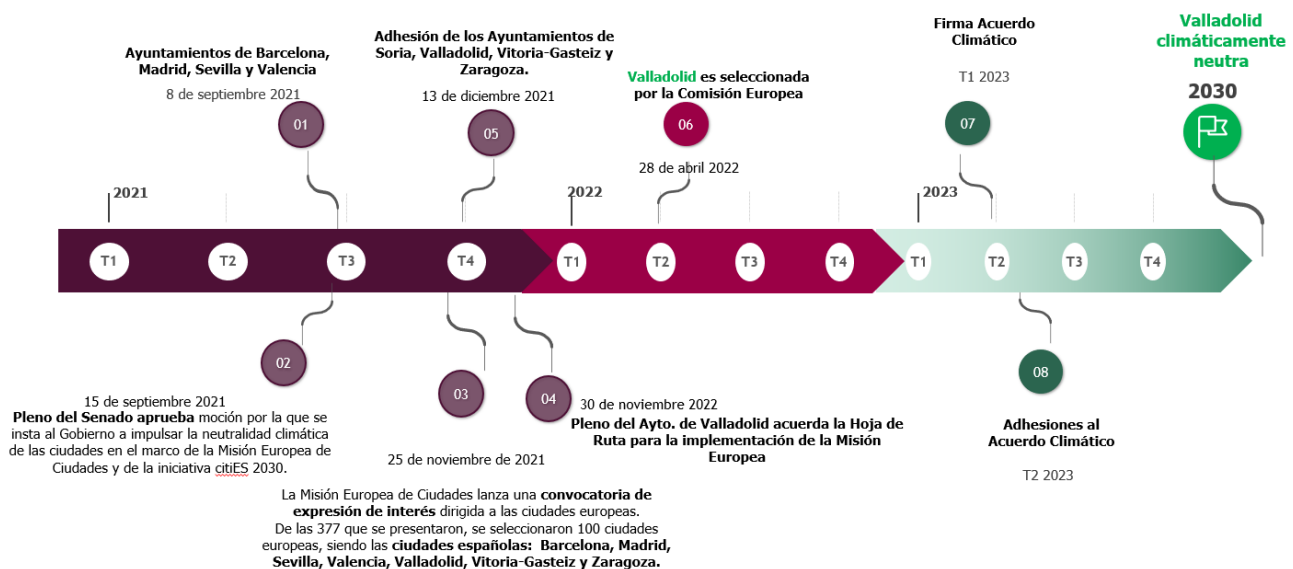 Ayuntamientos de Barcelona,
Madrid, Sevilla y Valencia
8 de septiembre 2021
01
Adhesión de los Ayuntamientos de
Soria, Valladolid, Vitoria-Gasteiz y
Zaragoza.
13 de diciembre 2021
05
Valladolid es seleccionada
por la Comisión Europea
06
28 de abril 2022
Firma Acuerdo
Climático
T1 2023
07
Valladolid
climáticamente
neutra
2030
2021
2022
2023
T1
T2
T3
T4
T1
T2
T3
T4
T1
T2
T3
T4
02
15 de septiembre 2021
Pleno del Senado aprueba moción por la que se
insta al Gobierno a impulsar la neutralidad climática
de las ciudades en el marco de la Misión Europea de
Ciudades y de la iniciativa citiES 2030.
03
25 de noviembre de 2021
La Misión Europea de Ciudades lanza una convocatoria de
expresión de interés dirigida a las ciudades europeas.
De las 377 que se presentaron, se seleccionaron 100 ciudades
europeas, siendo las ciudades españolas: Barcelona, Madrid,
Sevilla, Valencia, Valladolid, Vitoria-Gasteiz y Zaragoza.
04
30 de noviembre 2022
Pleno del Ayto. de Valladolid acuerda la Hoja de
Ruta para la implementación de la Misión
Europea
08
Adhesiones al
Acuerdo Climático
T2 2023